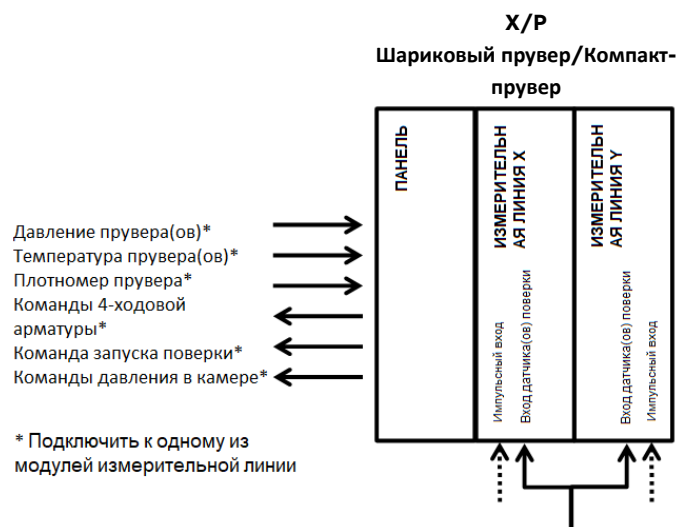 X/P
Шариковый прувер/Компакт-
прувер
ПАНЕЛЬ
ИЗМЕРИТЕЛЬН
АЯ ЛИНИЯ X
ИЗМЕРИТЕЛЬН
АЯ ЛИНИЯ Y
Давление прувера(ов)*
Температура прувера(ов)*
Плотномер прувера*
Команды 4-ходовой
арматуры*
Команда запуска поверки*
Команды давления в камере*
Импульсный вход
Вход датчика(ов) поверки
Вход датчика(ов) поверки
Импульсный вход
* Подключить к одному из
модулей измерительной линии